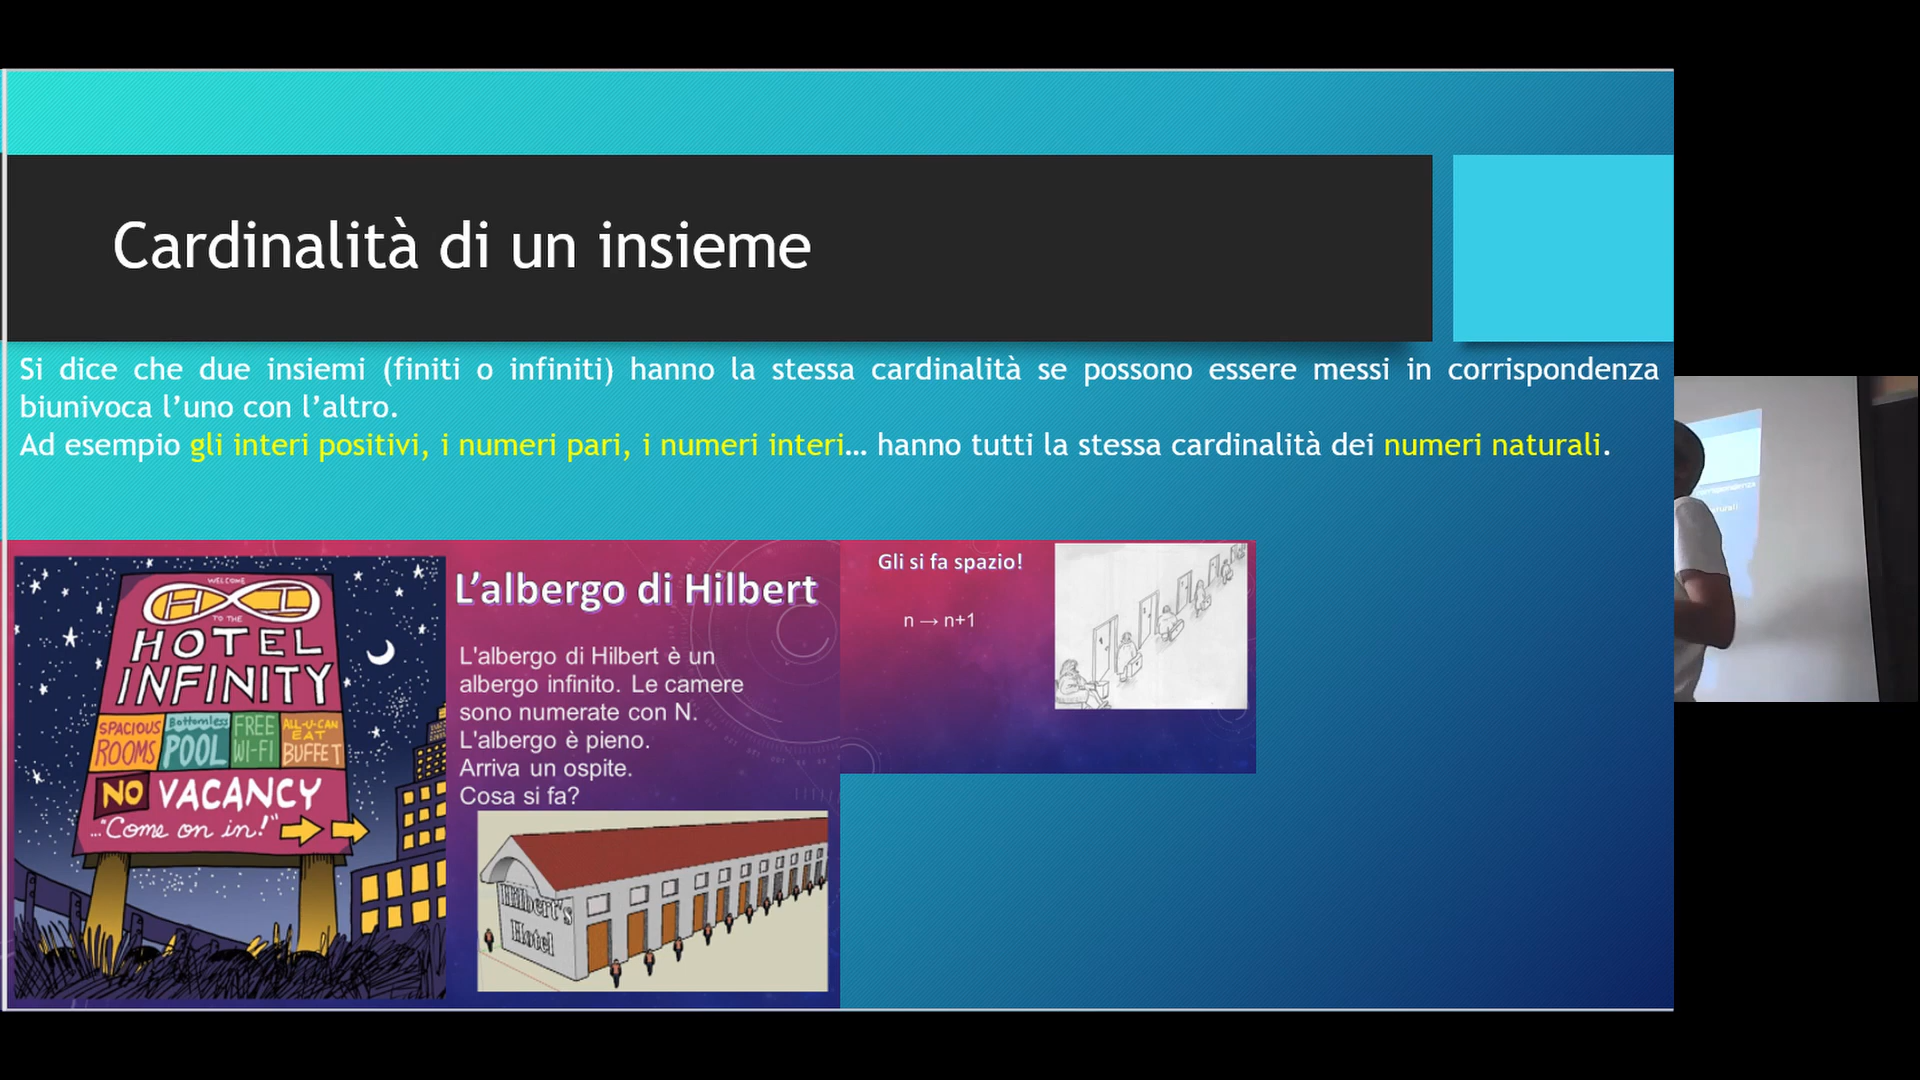 Cardinalità di un insieme
Si dice che due insiemi (finiti o infiniti) hanno la stessa cardinalità se possono essere messi in corrispondenza
biunivoca l’uno con l’altro.
Ad esempio gli interi positivi, i numeri pari, i numeri interi… hanno tutti la stessa cardinalità dei numeri naturali.
WELCOME
TO THE
HOTEL
INFINITY
SPACIOUS
ROOMS
Bottomless
POOL
FREE
WI-FI
ALL-U-CAN
EAT
BUFFET
NO VACANCY
..."Come on in!"
L’albergo di Hilbert
L'albergo di Hilbert è un
albergo infinito. Le camere
sono numerate con N.
L'albergo è pieno.
Arriva un ospite.
Cosa si fa?
Hilbert's
Hotel
Gli si fa spazio!
n → n+1